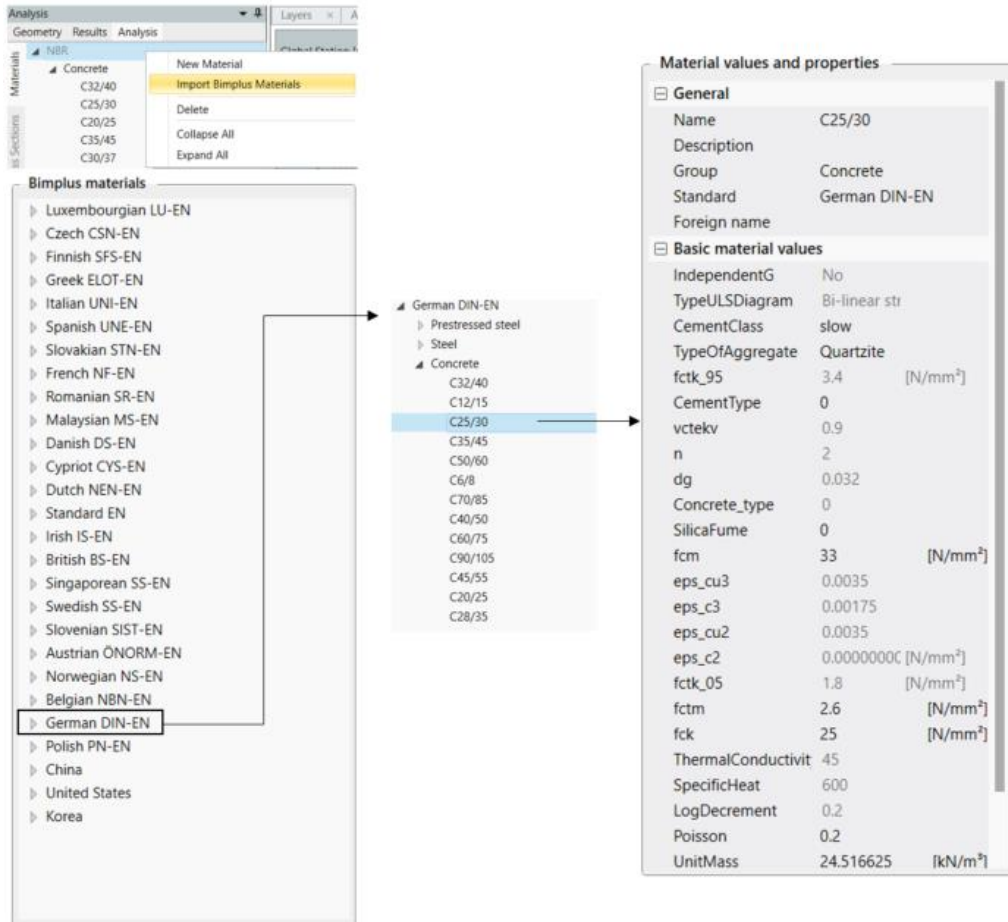 Analysis
Layers × A
Geometry Results Analysis
Materials
NBR
Concrete
C32/40
C25/30
C20/25
C35/45
C30/37
New Material
Import Bimplus Materials
Delete
Collapse All
Expand All
Bimplus materials
Luxembourgian LU-EN
Czech CSN-EN
Finnish SFS-EN
Greek ELOT-EN
Italian UNI-EN
Spanish UNE-EN
Slovakian STN-EN
French NF-EN
Romanian SR-EN
Malaysian MS-EN
Danish DS-EN
Cypriot CYS-EN
Dutch NEN-EN
Standard EN
Irish IS-EN
British BS-EN
Singaporean SS-EN
Swedish SS-EN
Slovenian SIST-EN
Austrian ÖNORM-EN
Norwegian NS-EN
Belgian NBN-EN
German DIN-EN
Polish PN-EN
China
United States
Korea
German DIN-EN
Prestressed steel
Steel
Concrete
C32/40
C12/15
C25/30
C35/45
C50/60
C6/8
C70/85
C40/50
C60/75
C90/105
C45/55
C20/25
C28/35
Material values and properties
General
Name C25/30
Description
Group Concrete
Standard German DIN-EN
Foreign name
Basic material values
IndependentG No
TypeULSDiagram Bi-linear str
CementClass slow
TypeOfAggregate Quartzite
fctk_95 3.4 [N/mm²]
CementType 0
vctekv 0.9
n 2
dg 0.032
Concrete_type 0
SilicaFume 0
fcm 33 [N/mm²]
eps_cu3 0.0035
eps_c3 0.00175
eps_cu2 0.0035
eps_c2 0.0000000C [N/mm²]
fctk_05 1.8 [N/mm²]
fctm 2.6 [N/mm²]
fck 25 [N/mm²]
ThermalConductivit 45
SpecificHeat 600
LogDecrement 0.2
Poisson 0.2
UnitMass 24.516625 [kN/m³]